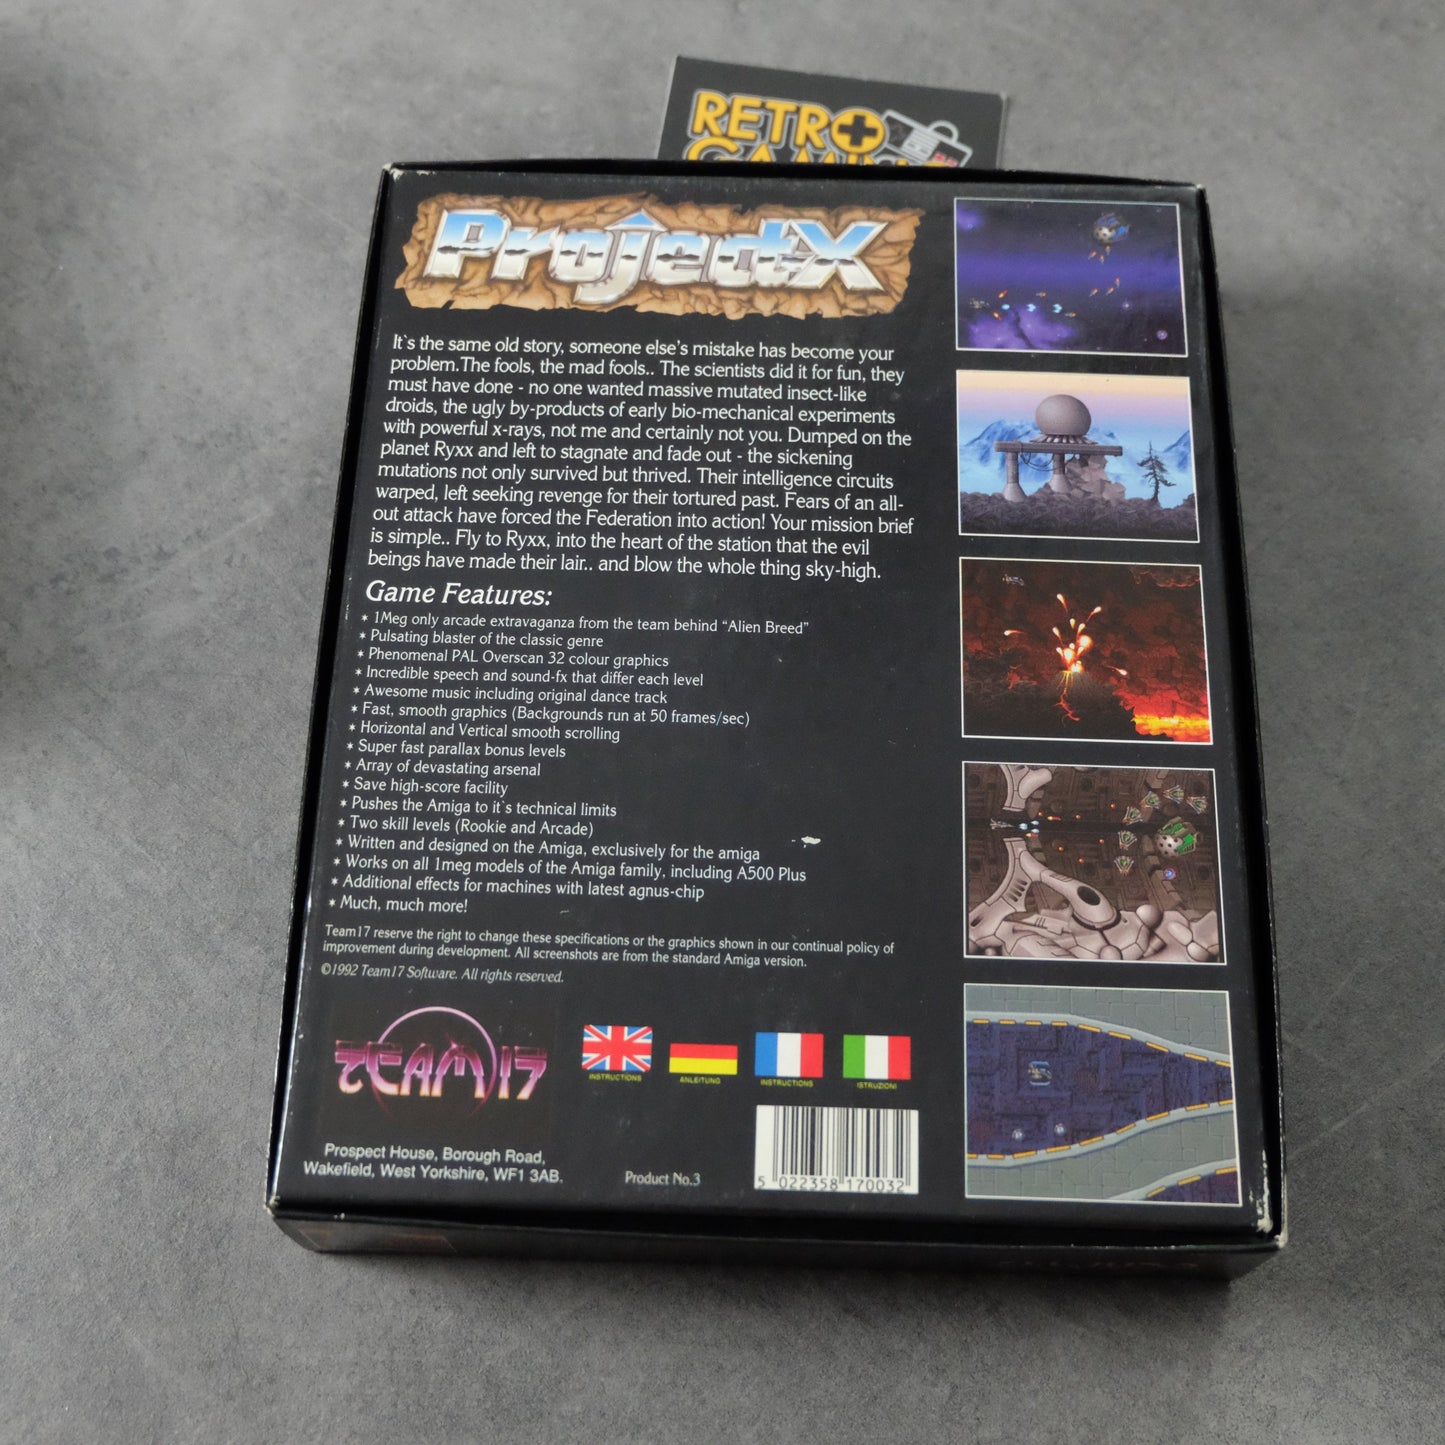 RETRO
GAMING
Project-X
It`s the same old story, someone else's mistake has become your
problem.The fools, the mad fools.. The scientists did it for fun, they
must have done - no one wanted massive mutated insect-like
droids, the ugly by-products of early bio-mechanical experiments
with powerful x-rays, not me and certainly not you. Dumped on the
planet Ryxx and left to stagnate and fade out - the sickening
mutations not only survived but thrived. Their intelligence circuits
warped, left seeking revenge for their tortured past. Fears of an all-
out attack have forced the Federation into action! Your mission brief
is simple.. Fly to Ryxx, into the heart of the station that the evil
beings have made their lair.. and blow the whole thing sky-high.
Game Features:
* 1Meg only arcade extravaganza from the team behind “Alien Breed”
* Pulsating blaster of the classic genre
* Phenomenal PAL Overscan 32 colour graphics
* Incredible speech and sound-fx that differ each level
* Awesome music including original dance track
* Fast, smooth graphics (Backgrounds run at 50 frames/sec)
* Horizontal and Vertical smooth scrolling
* Super fast parallax bonus levels
* Array of devastating arsenal
* Save high-score facility
* Pushes the Amiga to it`s technical limits
* Two skill levels (Rookie and Arcade)
* Written and designed on the Amiga, exclusively for the amiga
* Works on all 1meg models of the Amiga family, including A500 Plus
* Additional effects for machines with latest agnus-chip
* Much, much more!
Team17 reserve the right to change these specifications or the graphics shown in our continual policy of
improvement during development. All screenshots are from the standard Amiga version.
©1992 Team17 Software. All rights reserved.
TEAM 17
INSTRUCTIONS ANLEITUNG INSTRUCTIONS ISTRUZIONI
Prospect House, Borough Road,
Wakefield, West Yorkshire, WF1 3AB.
Product No.3
5 022358 170032